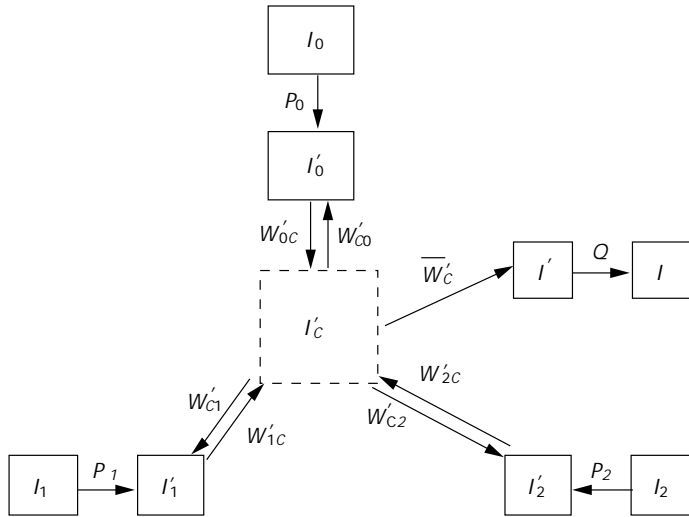 I₀
P₀
I′₀
W′₀C W′C₀
W̅′C I′ Q I
I′C
W′₂C
W′C₁ W′C₂
W′₁C
I₁ P₁ I′₁ I′₂ P₂ I₂